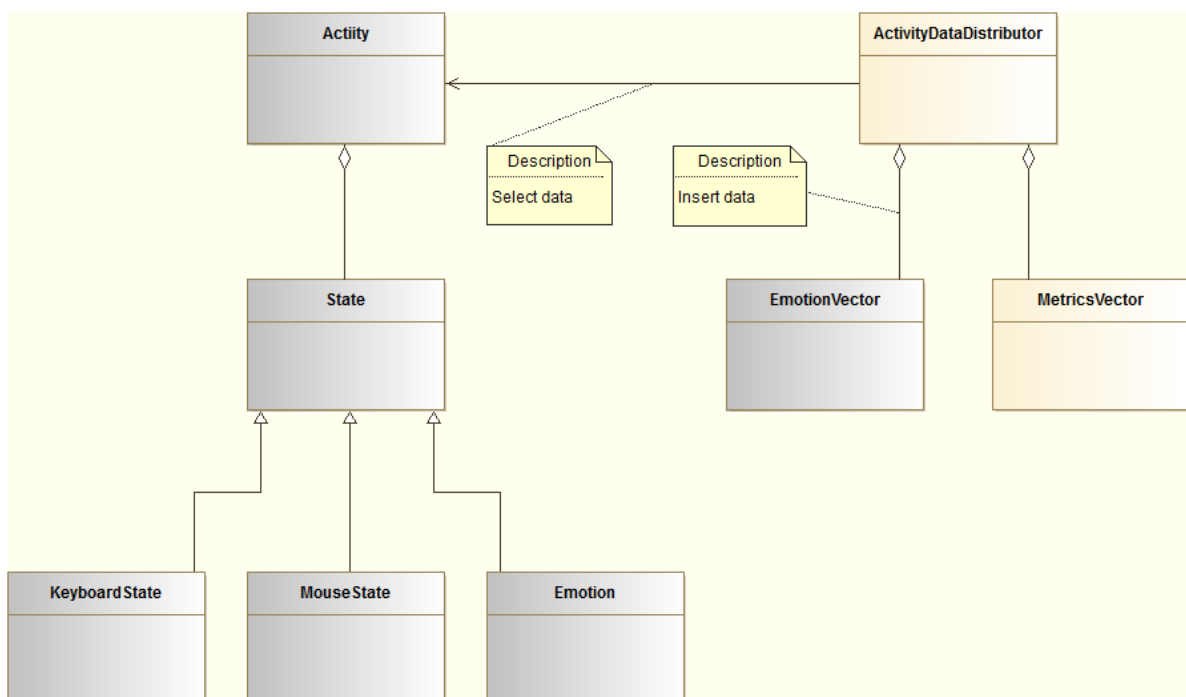 Actiity
ActivityDataDistributor
Description
Select data
Description
Insert data
State
EmotionVector
MetricsVector
KeyboardState
MouseState
Emotion